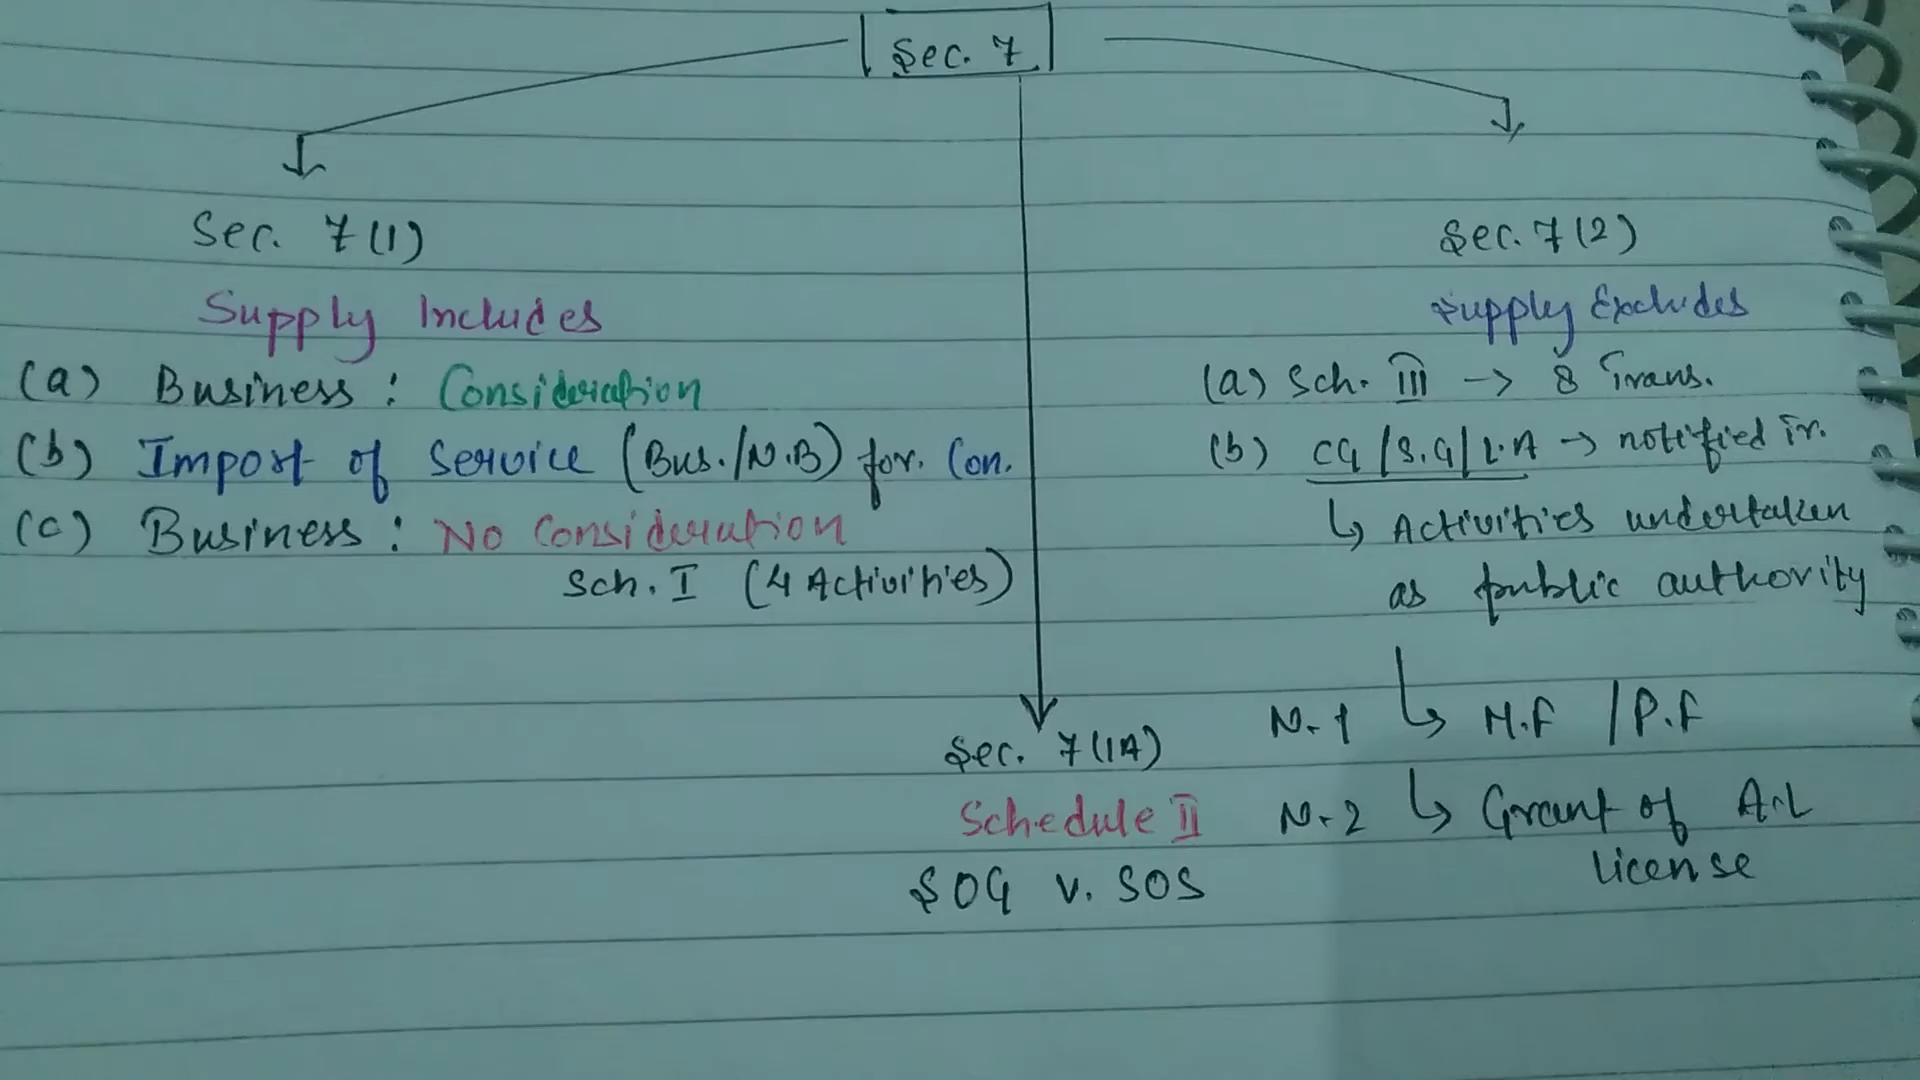 Sec. 7
Sec. 7(1)
Supply Includes
(a) Business : Consideration
(b) Import of Service (Bus./N.B) for. Con.
(c) Business : No Consideration
Sch. I (4 Activities)
Sec. 7(2)
Supply Excludes
(a) Sch. III → 8 Trans.
(b) CG/S.G/L.A → notified in.
↳ Activities undertaken
as public authority
N.1 ↳ M.F / P.F
N.2 ↳ Grant of A.L
License
Sec. 7(1A)
Schedule II
SOG v. SOS